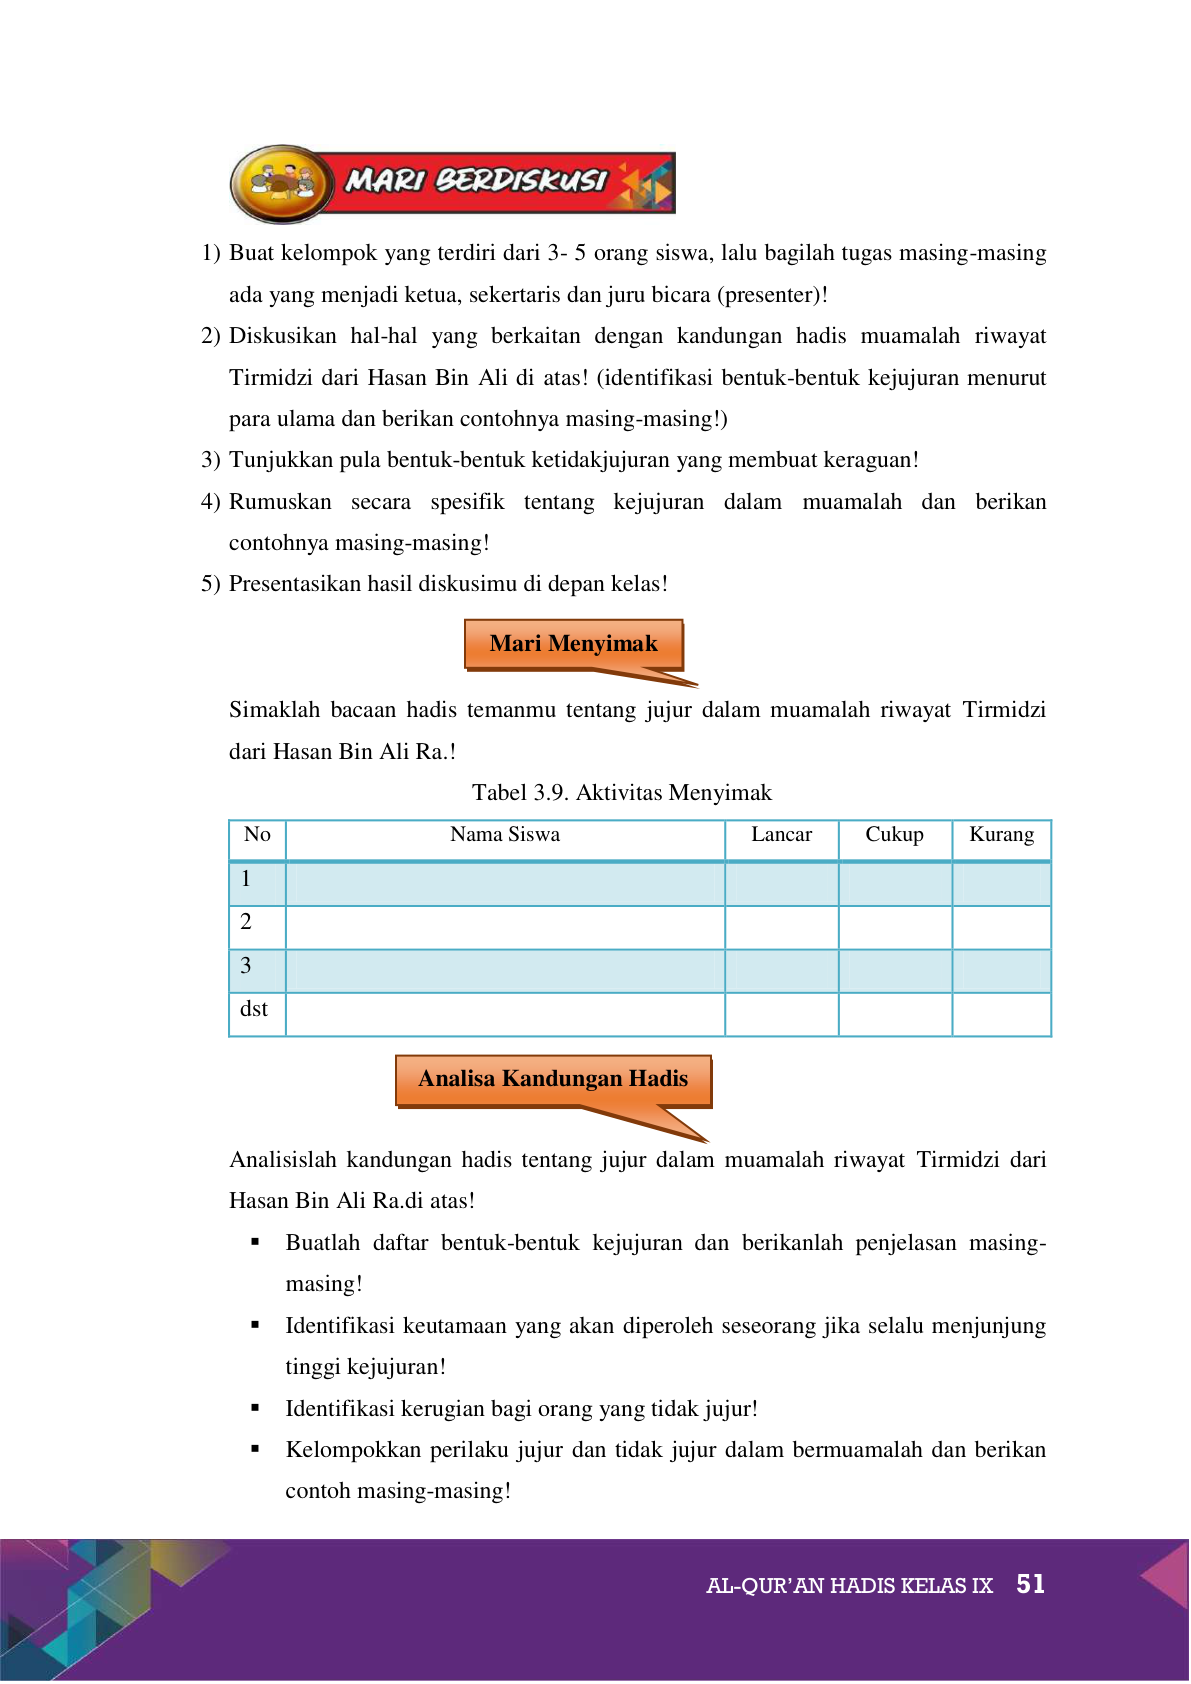 MARI BERDISKUSI
1) Buat kelompok yang terdiri dari 3- 5 orang siswa, lalu bagilah tugas masing-masing
ada yang menjadi ketua, sekertaris dan juru bicara (presenter)!
2) Diskusikan hal-hal yang berkaitan dengan kandungan hadis muamalah riwayat
Tirmidzi dari Hasan Bin Ali di atas! (identifikasi bentuk-bentuk kejujuran menurut
para ulama dan berikan contohnya masing-masing!)
3) Tunjukkan pula bentuk-bentuk ketidakjujuran yang membuat keraguan!
4) Rumuskan secara spesifik tentang kejujuran dalam muamalah dan berikan
contohnya masing-masing!
5) Presentasikan hasil diskusimu di depan kelas!
Mari Menyimak
Simaklah bacaan hadis temanmu tentang jujur dalam muamalah riwayat Tirmidzi
dari Hasan Bin Ali Ra.!
Tabel 3.9. Aktivitas Menyimak
No Nama Siswa Lancar Cukup Kurang
1
2
3
dst
Analisa Kandungan Hadis
Analisislah kandungan hadis tentang jujur dalam muamalah riwayat Tirmidzi dari
Hasan Bin Ali Ra.di atas!
▪ Buatlah daftar bentuk-bentuk kejujuran dan berikanlah penjelasan masing-
masing!
▪ Identifikasi keutamaan yang akan diperoleh seseorang jika selalu menjunjung
tinggi kejujuran!
▪ Identifikasi kerugian bagi orang yang tidak jujur!
▪ Kelompokkan perilaku jujur dan tidak jujur dalam bermuamalah dan berikan
contoh masing-masing!
AL-QUR’AN HADIS KELAS IX 51